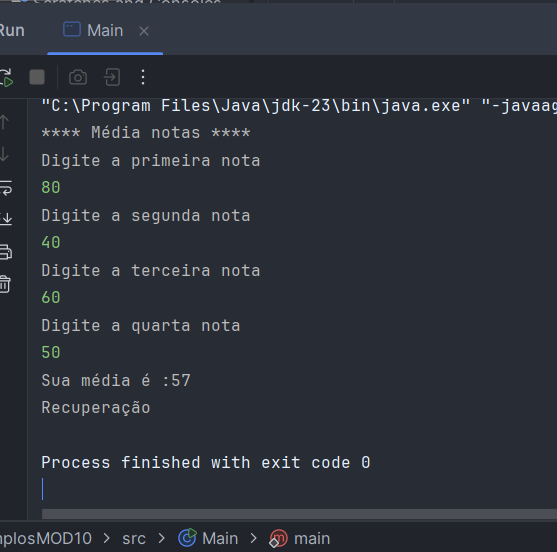 Run Main
"C:\Program Files\Java\jdk-23\bin\java.exe" "-javaag
**** Média notas ****
Digite a primeira nota
80
Digite a segunda nota
40
Digite a terceira nota
60
Digite a quarta nota
50
Sua média é :57
Recuperação
Process finished with exit code 0
mplosMOD10 > src > Main > main